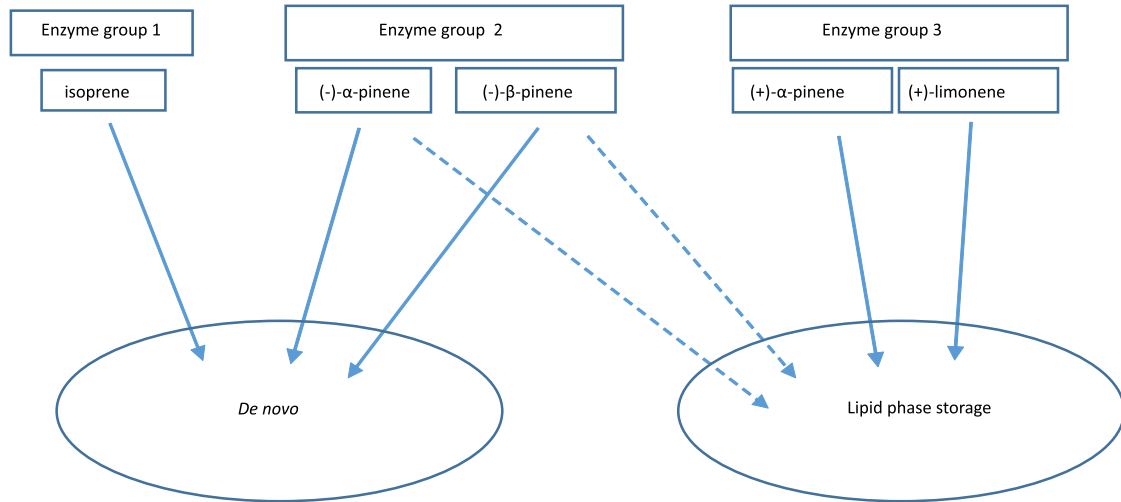 Enzyme group 1
Enzyme group 2
Enzyme group 3
isoprene
(-)-α-pinene
(-)-β-pinene
(+)-α-pinene
(+)-limonene
De novo
Lipid phase storage